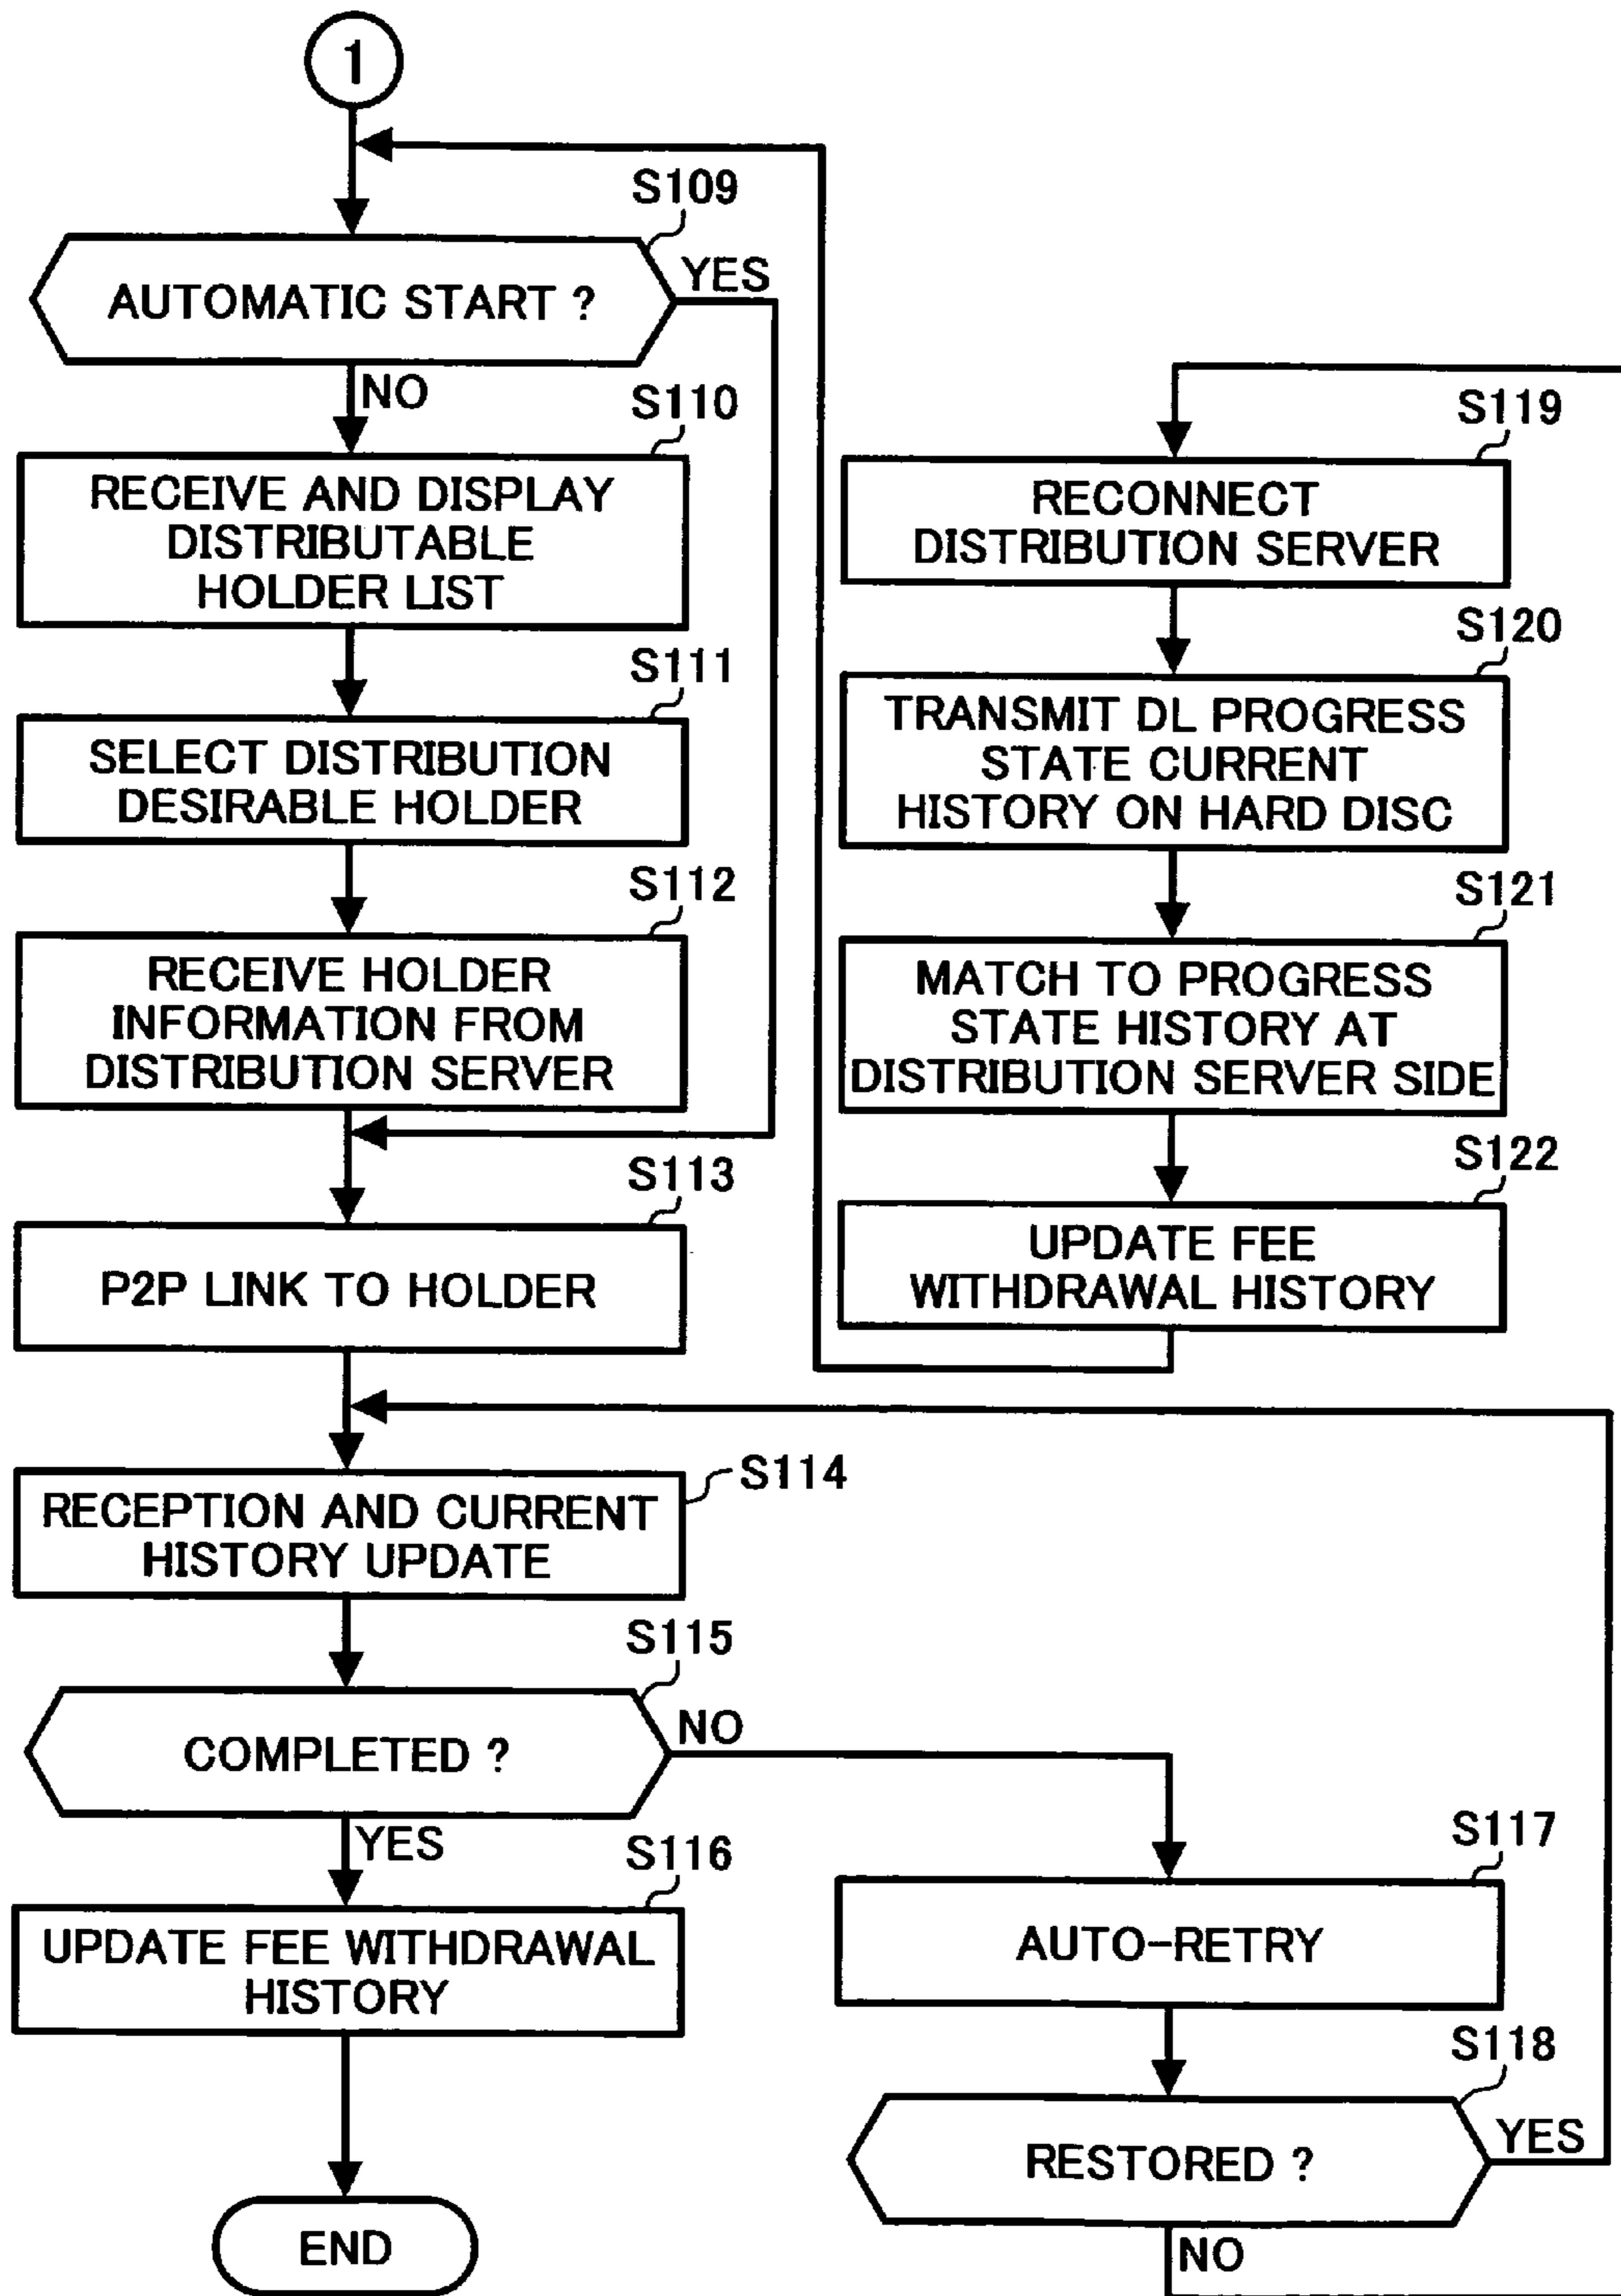 1
S109
AUTOMATIC START ?
YES
NO
S110
RECEIVE AND DISPLAY
DISTRIBUTABLE
HOLDER LIST
S111
SELECT DISTRIBUTION
DESIRABLE HOLDER
S112
RECEIVE HOLDER
INFORMATION FROM
DISTRIBUTION SERVER
S113
P2P LINK TO HOLDER
S114
RECEPTION AND CURRENT
HISTORY UPDATE
S115
COMPLETED ?
NO
YES
S116
UPDATE FEE WITHDRAWAL
HISTORY
END
S117
AUTO-RETRY
S118
RESTORED ?
YES
NO
S119
RECONNECT
DISTRIBUTION SERVER
S120
TRANSMIT DL PROGRESS
STATE CURRENT
HISTORY ON HARD DISC
S121
MATCH TO PROGRESS
STATE HISTORY AT
DISTRIBUTION SERVER SIDE
S122
UPDATE FEE
WITHDRAWAL HISTORY